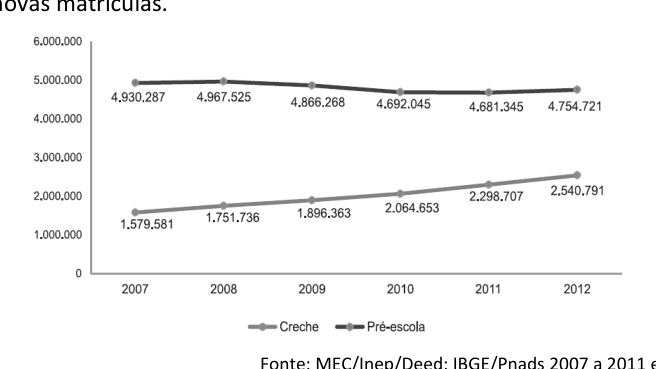 novas matrículas.
6.000.000
5.000.000
4.930.287 4.967.525 4.866.268 4.692.045 4.681.345 4.754.721
4.000.000
3.000.000
2.000.000
1.579.581 1.751.736 1.896.363 2.064.653 2.298.707 2.540.791
1.000.000
0
2007 2008 2009 2010 2011 2012
Creche Pré-escola
Fonte: MEC/Inep/Deed; IBGE/Pnads 2007 a 2011 e